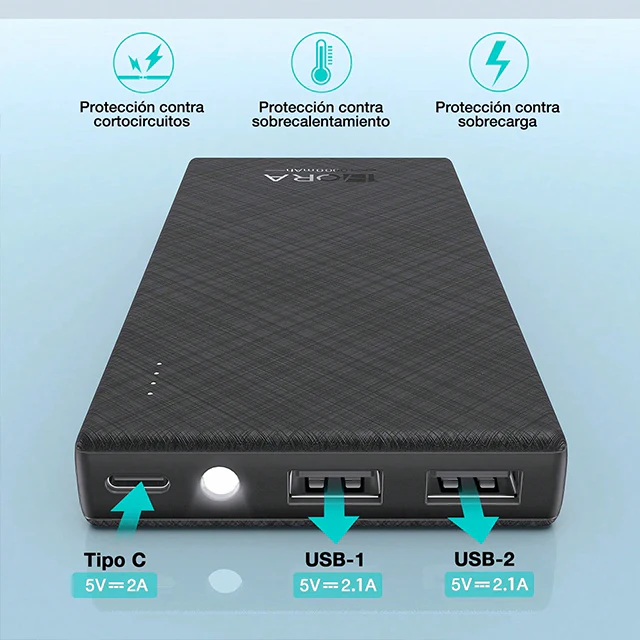 Protección contra
cortocircuitos
Protección contra
sobrecalentamiento
Protección contra
sobrecarga
Tipo C
5V⎓2A
USB-1
5V⎓2.1A
USB-2
5V⎓2.1A